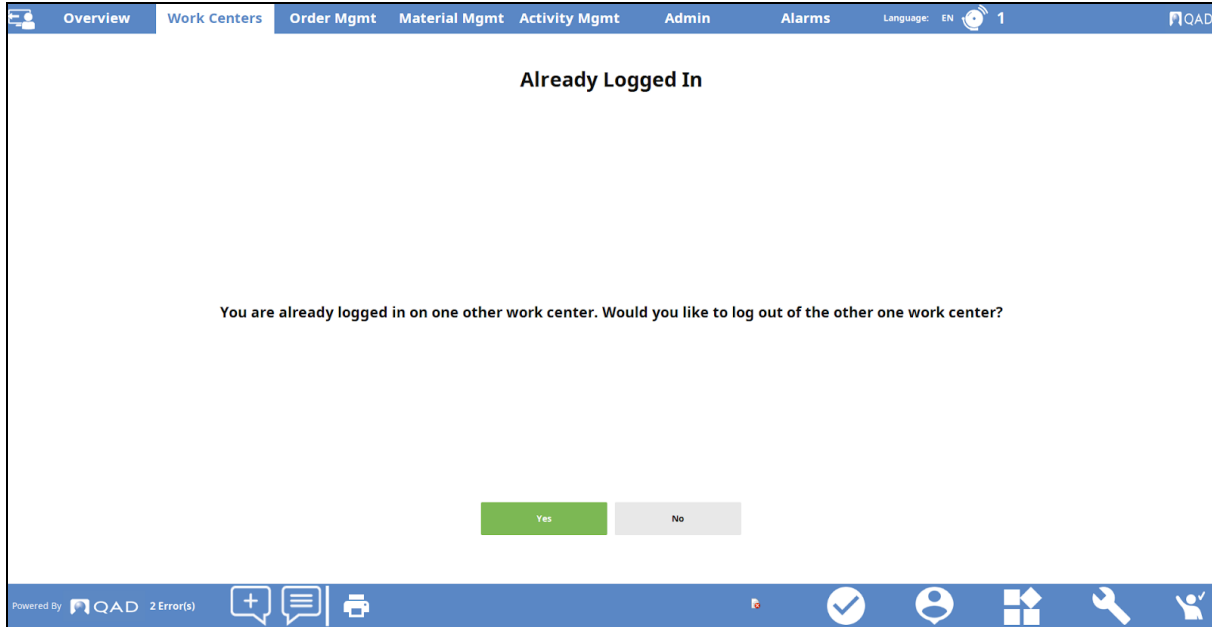 Overview Work Centers Order Mgmt Material Mgmt Activity Mgmt Admin Alarms Language: EN 1 QAD
Already Logged In
You are already logged in on one other work center. Would you like to log out of the other one work center?
Yes No
Powered By QAD 2 Error(s)